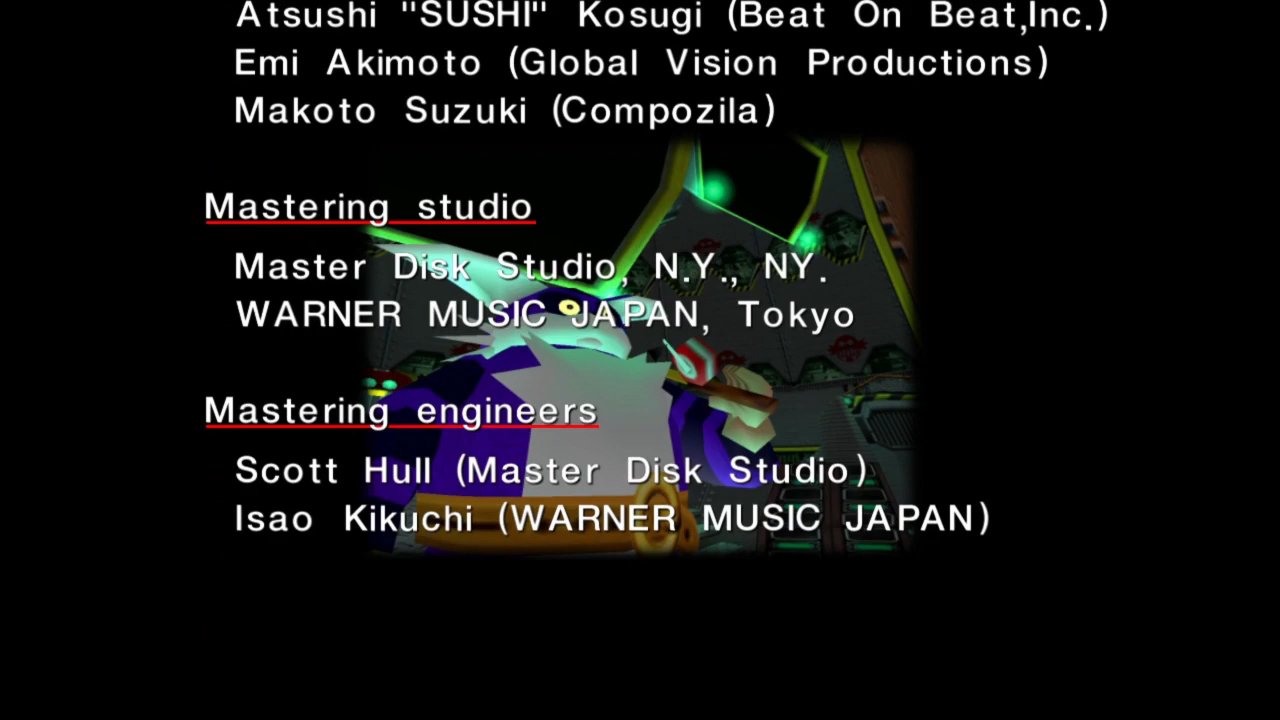 Atsushi "SUSHI" Kosugi (Beat On Beat,Inc.)
Emi Akimoto (Global Vision Productions)
Makoto Suzuki (Compozila)
Mastering studio
Master Disk Studio, N.Y., NY.
WARNER MUSIC JAPAN, Tokyo
Mastering engineers
Scott Hull (Master Disk Studio)
Isao Kikuchi (WARNER MUSIC JAPAN)